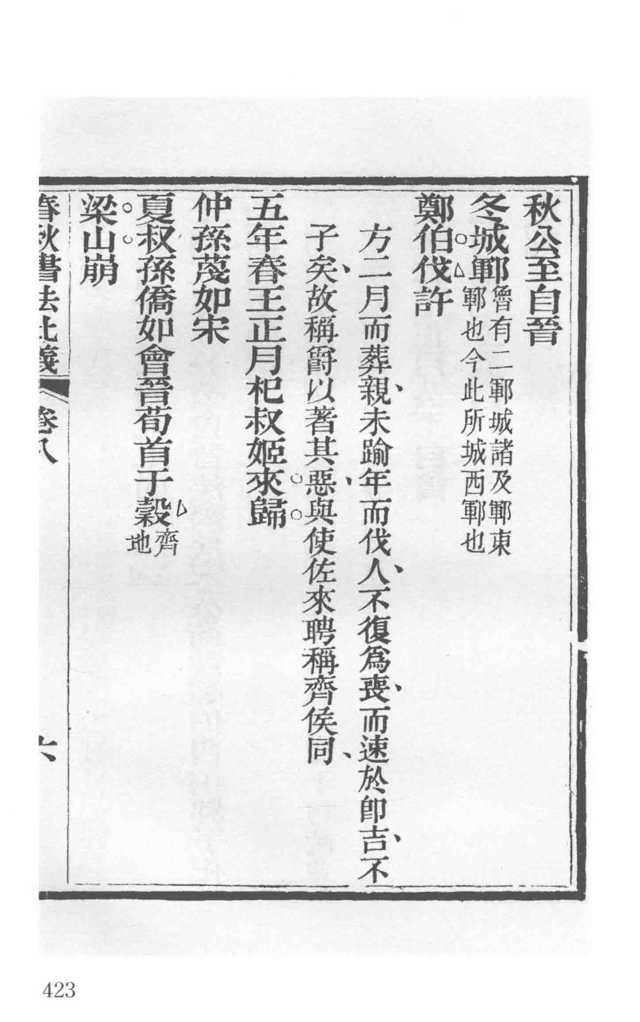 秋公至自晉
冬城鄆魯有二鄆城諸及鄆東
鄆也今此所城西鄆也
鄭伯伐許
方二月而葬親未踰年而伐人不復爲喪而速於卽吉不
子矣故稱爵以著其惡與使佐來聘稱齊侯同
五年春王正月杞叔姬來歸
仲孫蔑如宋
夏叔孫僑如會晉荀首于穀齊
地
梁山崩
春秋書法比義 卷八 六
423